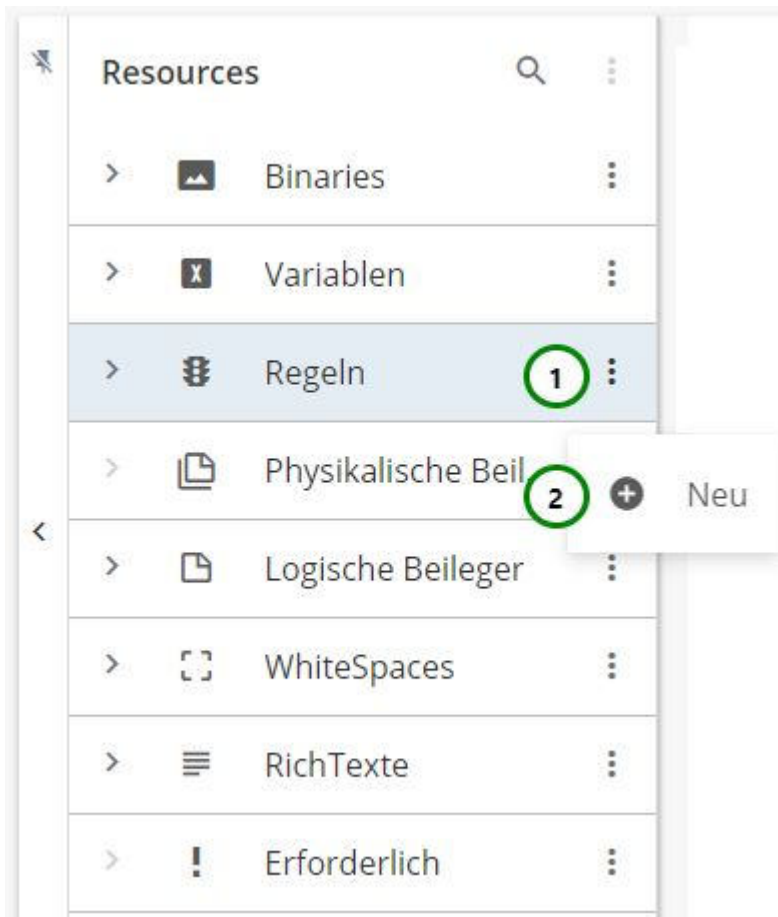 Resources
Binaries
X Variablen
Regeln 1
Physikalische Beil.
2 Neu
Logische Beileger
WhiteSpaces
RichTexte
! Erforderlich